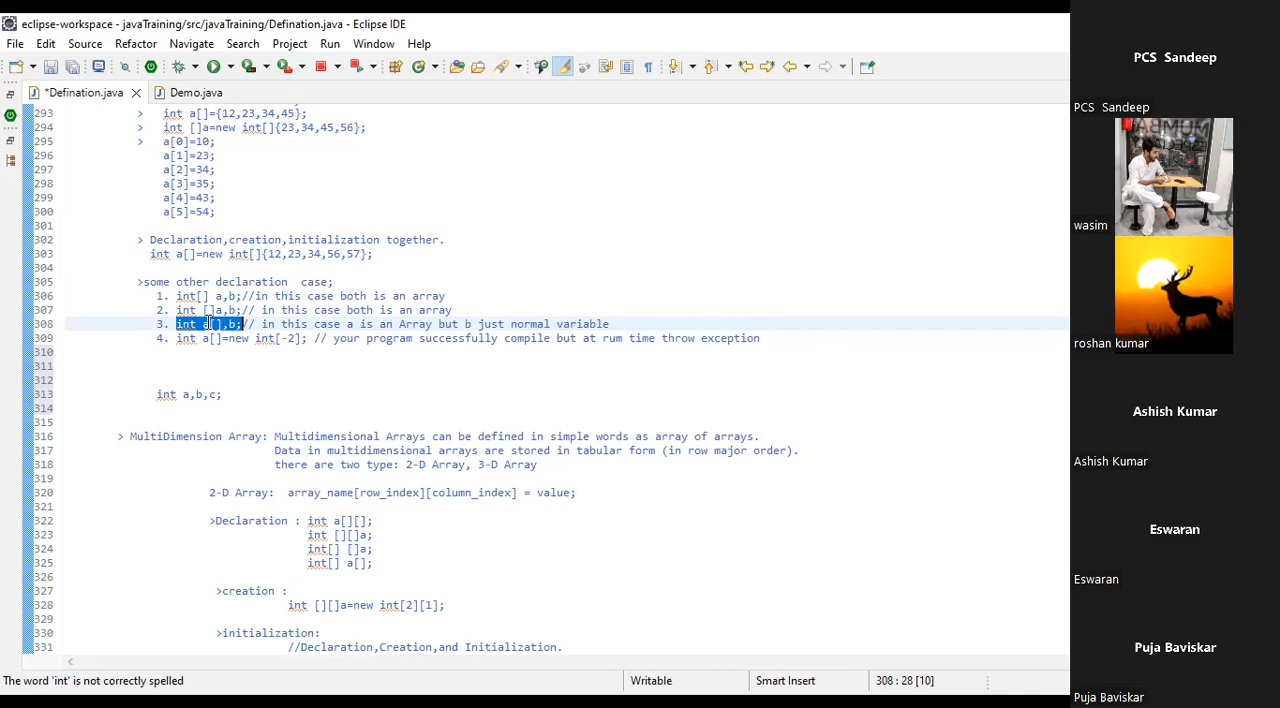 eclipse-workspace - javaTraining/src/javaTraining/Defination.java - Eclipse IDE
File Edit Source Refactor Navigate Search Project Run Window Help
*Defination.java Demo.java
293 > int a[]={12,23,34,45};
294 > int []a=new int[]{23,34,45,56};
295 > a[0]=10;
296 a[1]=23;
297 a[2]=34;
298 a[3]=35;
299 a[4]=43;
300 a[5]=54;
301
302 > Declaration,creation,initialization together.
303 int a[]=new int[]{12,23,34,56,57};
304
305 >some other declaration case;
306 1. int[] a,b;//in this case both is an array
307 2. int []a,b;// in this case both is an array
308 3. int a[],b;// in this case a is an Array but b just normal variable
309 4. int a[]=new int[-2]; // your program successfully compile but at rum time throw exception
310
311
312
313 int a,b,c;
314
315
316 > MultiDimension Array: Multidimensional Arrays can be defined in simple words as array of arrays.
317 Data in multidimensional arrays are stored in tabular form (in row major order).
318 there are two type: 2-D Array, 3-D Array
319
320 2-D Array: array_name[row_index][column_index] = value;
321
322 >Declaration : int a[][];
323 int [][]a;
324 int[] []a;
325 int[] a[];
326
327 >creation :
328 int [][]a=new int[2][1];
329
330 >initialization:
331 //Declaration,Creation,and Initialization.
The word 'int' is not correctly spelled Writable Smart Insert 308 : 28 [10]
PCS Sandeep
PCS Sandeep
wasim
roshan kumar
Ashish Kumar
Ashish Kumar
Eswaran
Eswaran
Puja Baviskar
Puja Baviskar